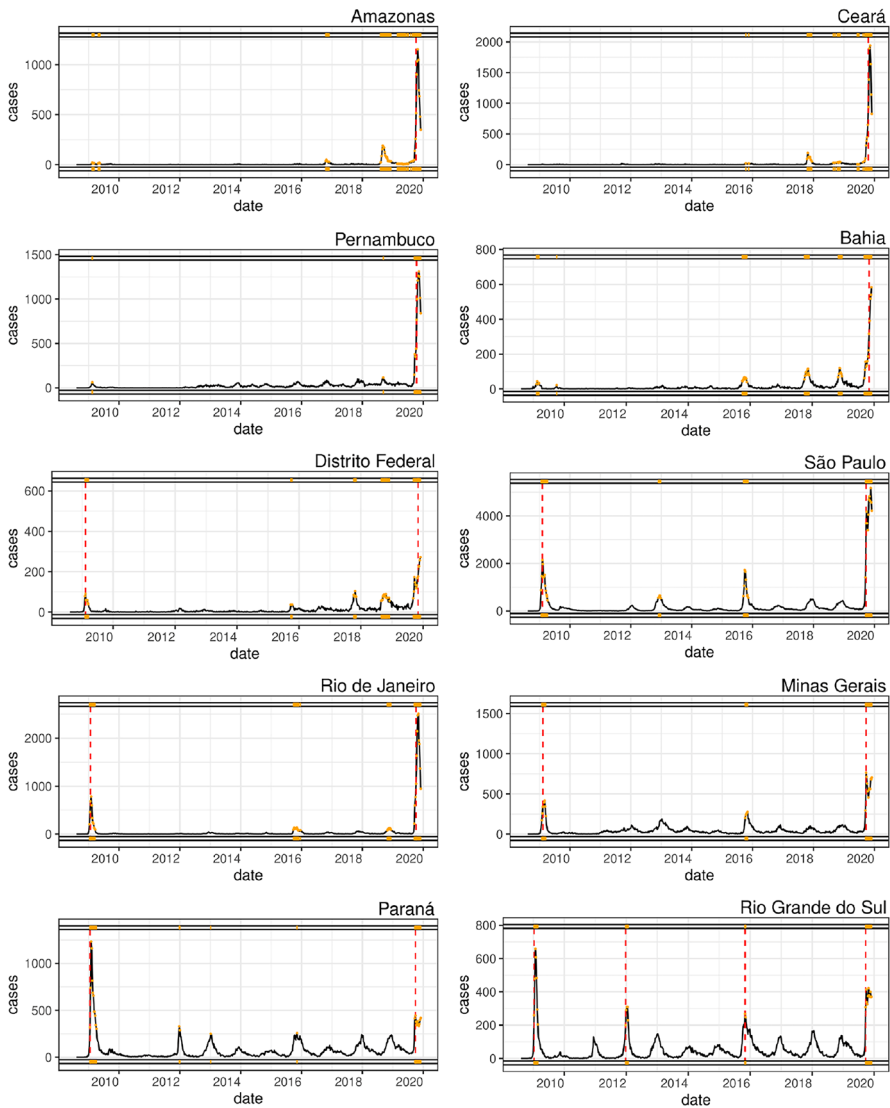 Amazonas
1000
500
0
cases
2010 2012 2014 2016 2018 2020
date
Ceará
2000
1500
1000
500
0
cases
2010 2012 2014 2016 2018 2020
date
Pernambuco
1500
1000
500
0
cases
2010 2012 2014 2016 2018 2020
date
Bahia
800
600
400
200
0
cases
2010 2012 2014 2016 2018 2020
date
Distrito Federal
600
400
200
0
cases
2010 2012 2014 2016 2018 2020
date
São Paulo
4000
2000
0
cases
2010 2012 2014 2016 2018 2020
date
Rio de Janeiro
2000
1000
0
cases
2010 2012 2014 2016 2018 2020
date
Minas Gerais
1500
1000
500
0
cases
2010 2012 2014 2016 2018 2020
date
Paraná
1000
500
0
cases
2010 2012 2014 2016 2018 2020
date
Rio Grande do Sul
800
600
400
200
0
cases
2010 2012 2014 2016 2018 2020
date